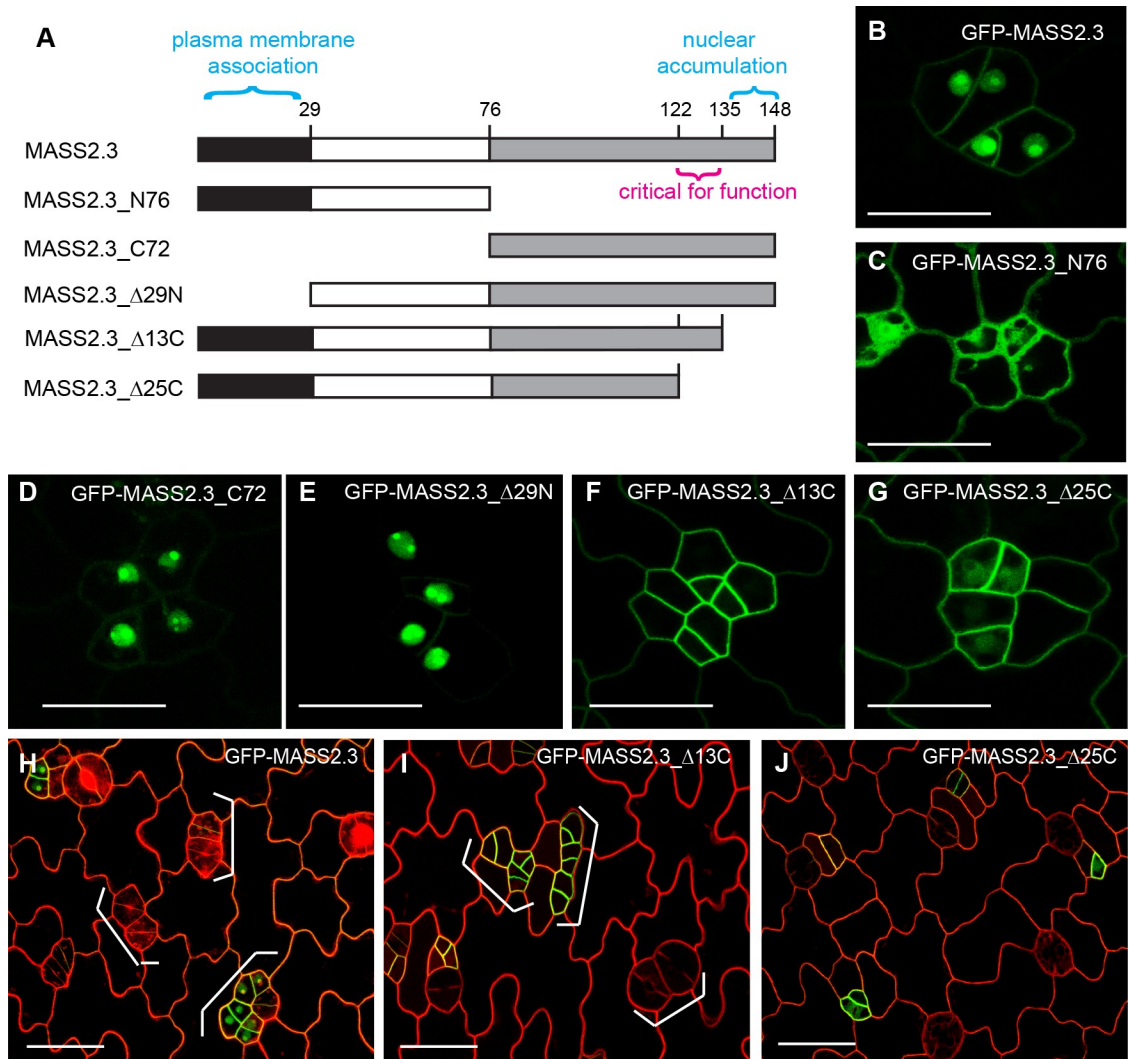 A
plasma membrane
association
nuclear
accumulation
29
76
122
135
148
MASS2.3
critical for function
MASS2.3_N76
MASS2.3_C72
MASS2.3_Δ29N
MASS2.3_Δ13C
MASS2.3_Δ25C
B
GFP-MASS2.3
C
GFP-MASS2.3_N76
D
GFP-MASS2.3_C72
E
GFP-MASS2.3_Δ29N
F
GFP-MASS2.3_Δ13C
G
GFP-MASS2.3_Δ25C
H
GFP-MASS2.3
I
GFP-MASS2.3_Δ13C
J
GFP-MASS2.3_Δ25C